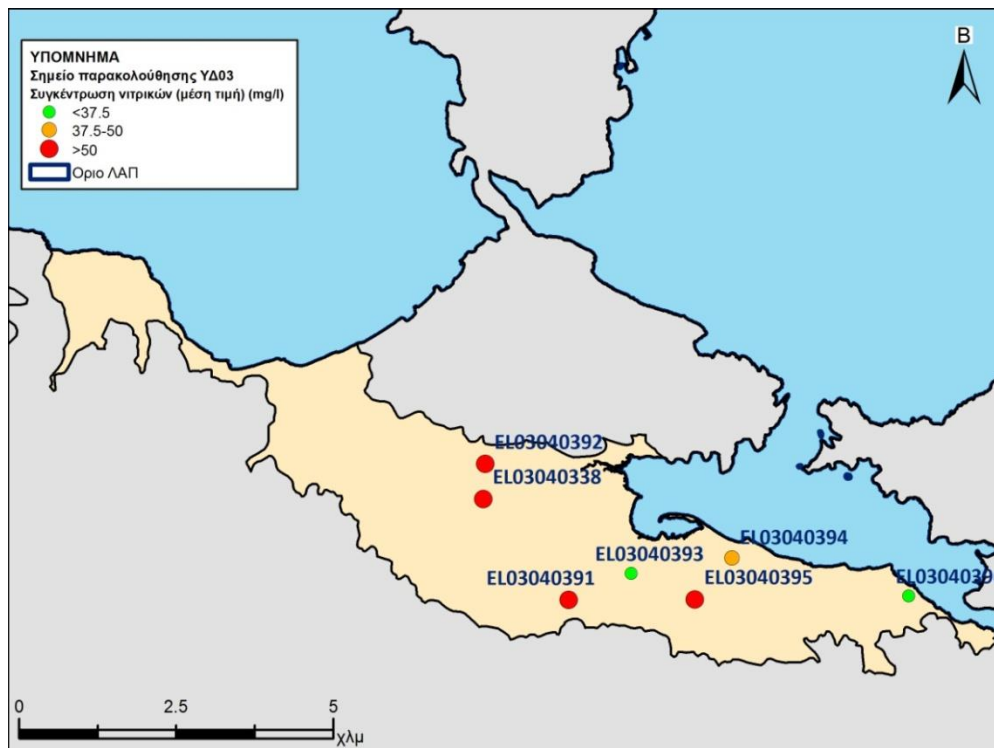 ΥΠΟΜΝΗΜΑ
Σημείο παρακολούθησης ΥΔ03
Συγκέντρωση νιτρικών (μέση τιμή) (mg/l)
<37.5
37.5-50
>50
Όριο ΛΑΠ
Β
EL03040392
EL03040338
EL03040394
EL03040393
EL03040391
EL03040395
EL0304039
0
2.5
5
χλμ